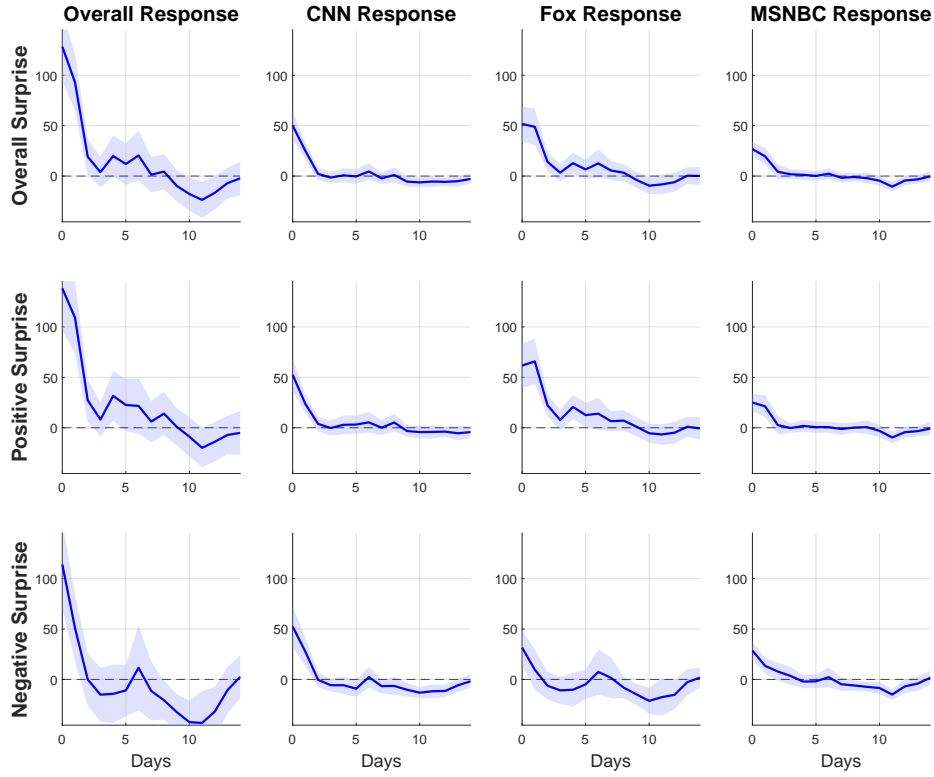 Overall Response CNN Response Fox Response MSNBC Response
Overall Surprise
100 100 100 100
50 50 50 50
0 0 0 0
0 5 10 0 5 10 0 5 10 0 5 10
Positive Surprise
100 100 100 100
50 50 50 50
0 0 0 0
0 5 10 0 5 10 0 5 10 0 5 10
Negative Surprise
100 100 100 100
50 50 50 50
0 0 0 0
0 5 10 0 5 10 0 5 10 0 5 10
Days Days Days Days